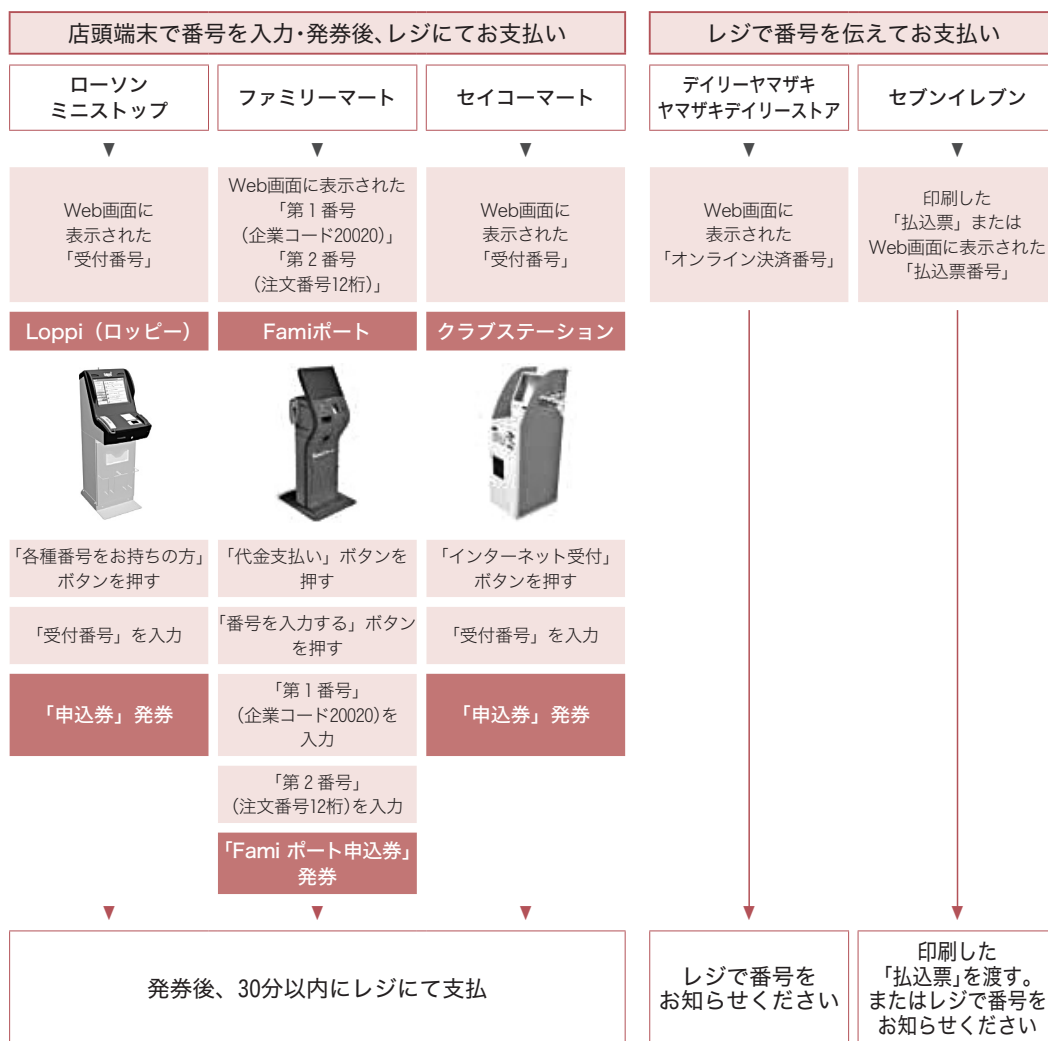 店頭端末で番号を入力・発券後、レジにてお支払い
レジで番号を伝えてお支払い
ローソン
ミニストップ
ファミリーマート
セイコーマート
デイリーヤマザキ
ヤマザキデイリーストア
セブンイレブン
Web画面に
表示された
「受付番号」
Web画面に表示された
「第1番号
(企業コード20020)」
「第2番号
(注文番号12桁)」
Web画面に
表示された
「受付番号」
Web画面に
表示された
「オンライン決済番号」
印刷した
「払込票」または
Web画面に表示された
「払込票番号」
Loppi(ロッピー)
Famiポート
クラブステーション
「各種番号をお持ちの方」
ボタンを押す
「代金支払い」ボタンを
押す
「インターネット受付」
ボタンを押す
「受付番号」を入力
「番号を入力する」ボタン
を押す
「受付番号」を入力
「申込券」発券
「第1番号」
(企業コード20020)を
入力
「申込券」発券
「第2番号」
(注文番号12桁)を入力
「Fami ポート申込券」
発券
発券後、30分以内にレジにて支払
レジで番号を
お知らせください
印刷した
「払込票」を渡す。
またはレジで番号を
お知らせください